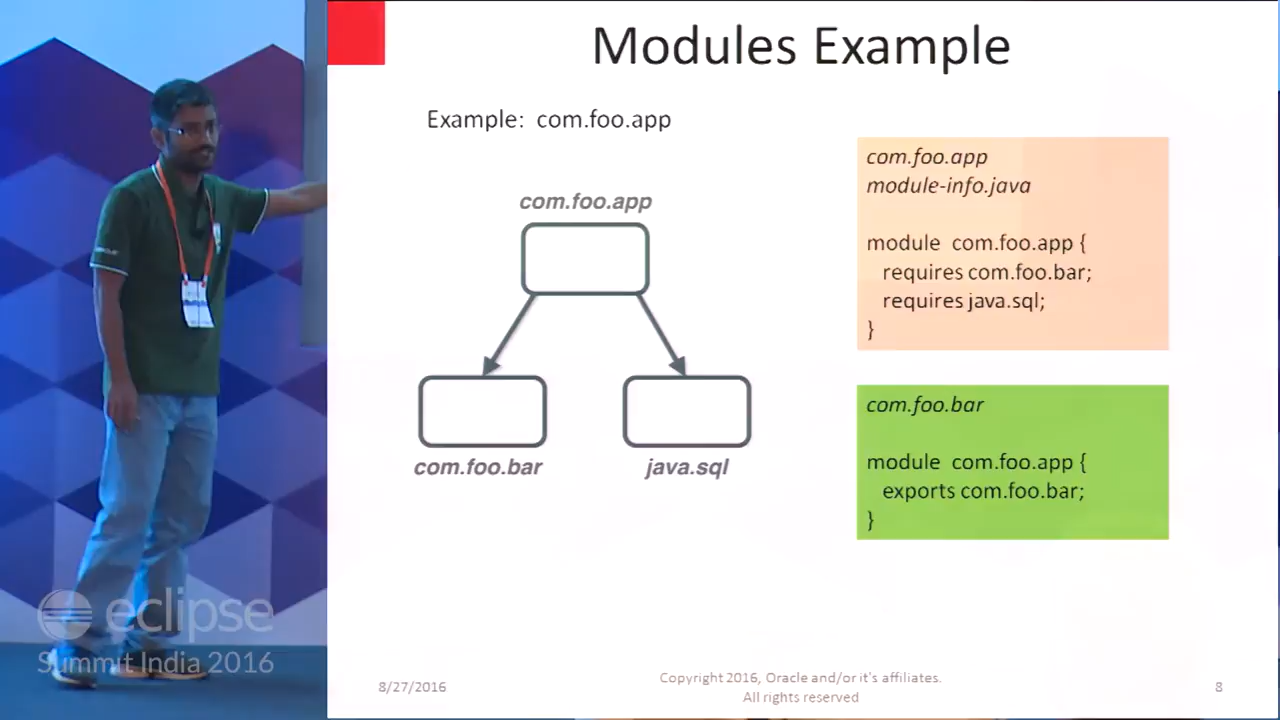 Modules Example
Example: com.foo.app
com.foo.app
com.foo.bar
java.sql
com.foo.app
module-info.java
module com.foo.app {
requires com.foo.bar;
requires java.sql;
}
com.foo.bar
module com.foo.app {
exports com.foo.bar;
}
eclipse
Summit India 2016
8/27/2016
Copyright 2016, Oracle and/or it's affiliates.
All rights reserved
8